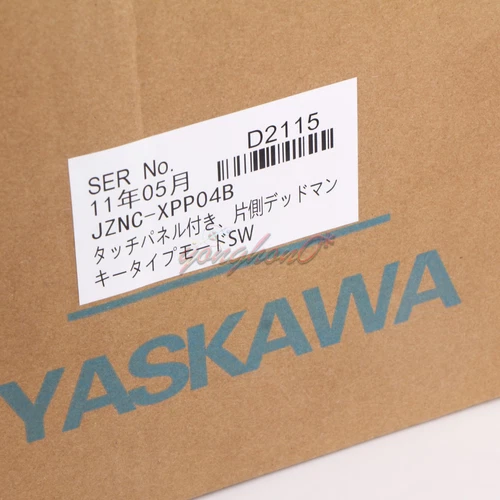 SER No. D2115
11年05月
JZNC-XPP04B
タッチパネル付き、片側デッドマン
キータイプモードSW
yonghono
YASKAWA